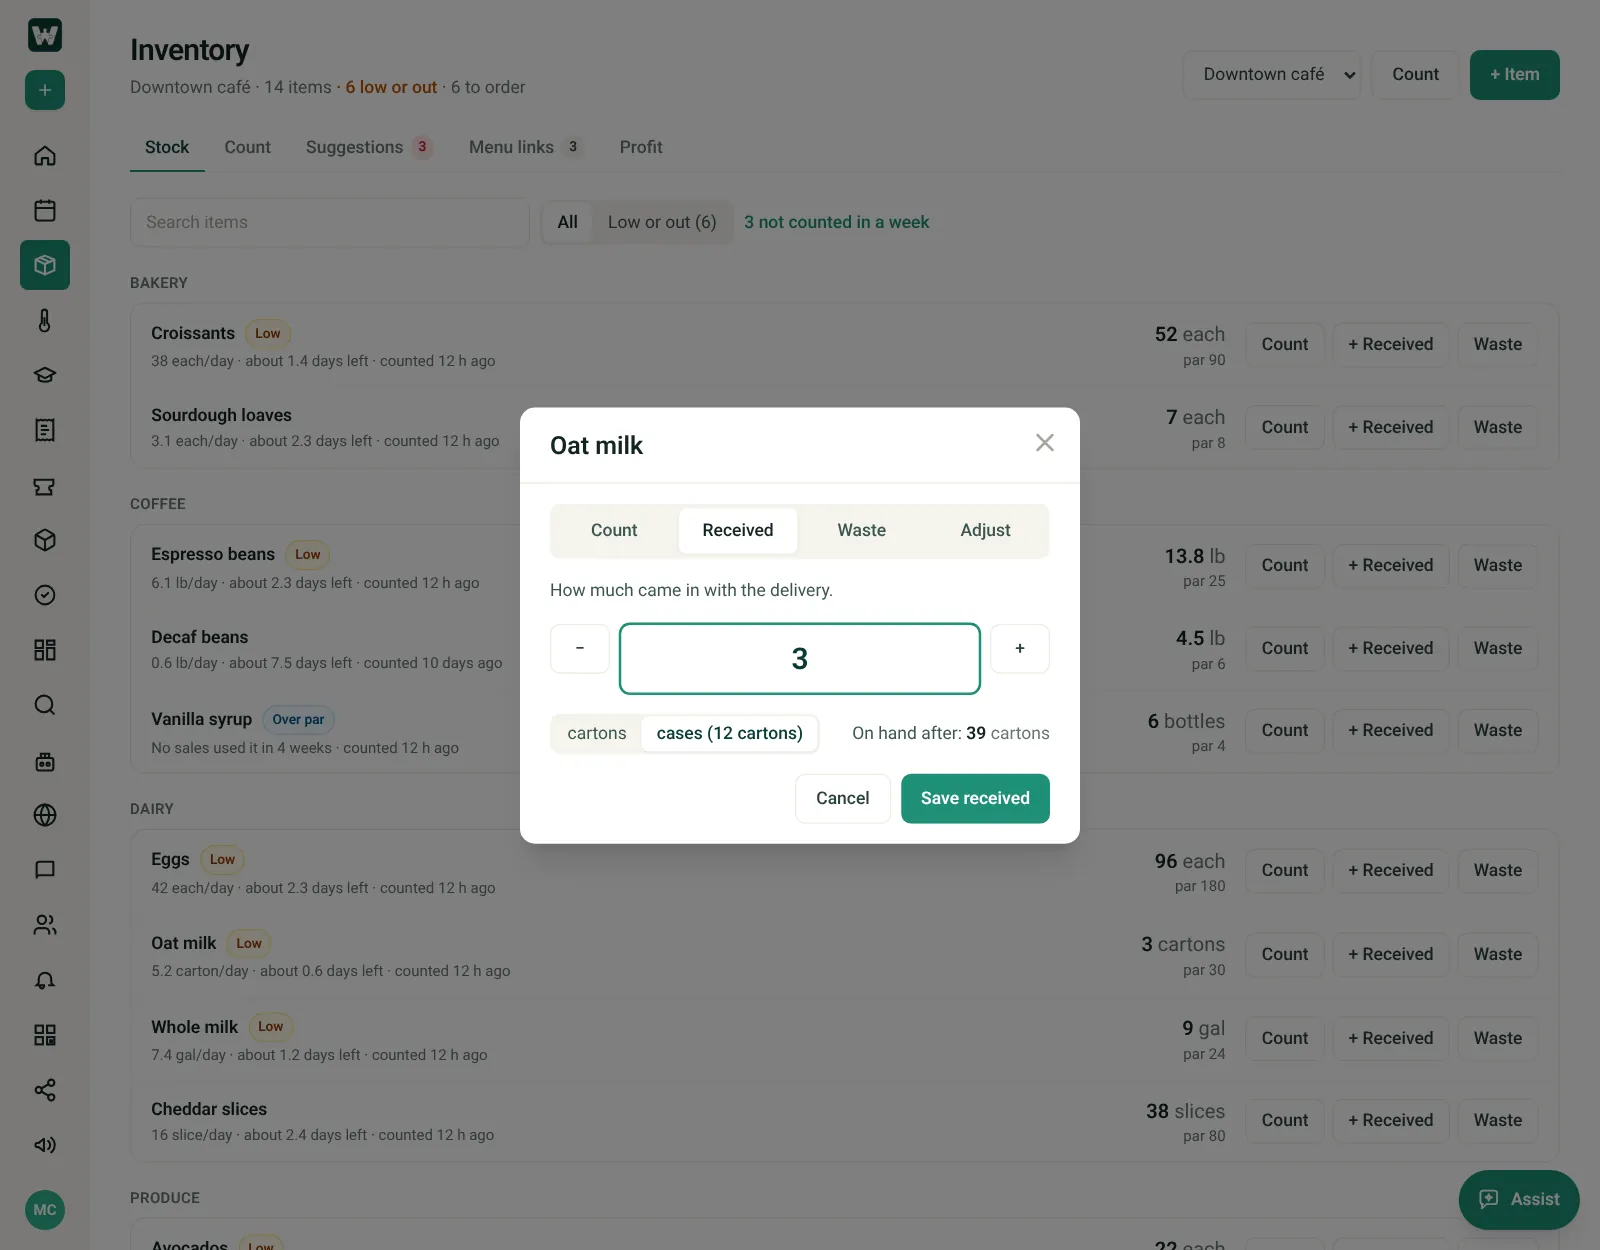 W
Inventory
Downtown café · 14 items · 6 low or out · 6 to order
Downtown café
Count
+ Item
Stock
Count
Suggestions 3
Menu links 3
Profit
Search items
All
Low or out (6)
3 not counted in a week
BAKERY
Croissants Low
38 each/day · about 1.4 days left · counted 12 h ago
52 each
par 90
Count
+ Received
Waste
Sourdough loaves
3.1 each/day · about 2.3 days left · counted 12 h ago
7 each
par 8
Count
+ Received
Waste
COFFEE
Espresso beans Low
6.1 lb/day · about 2.3 days left · counted 12 h ago
13.8 lb
par 25
Count
+ Received
Waste
Decaf beans
0.6 lb/day · about 7.5 days left · counted 10 days ago
4.5 lb
par 6
Count
+ Received
Waste
Vanilla syrup Over par
No sales used it in 4 weeks · counted 12 h ago
6 bottles
par 4
Count
+ Received
Waste
Oat milk
Count
Received
Waste
Adjust
How much came in with the delivery.
−
3
+
cartons
cases (12 cartons)
On hand after: 39 cartons
Cancel
Save received
DAIRY
Eggs Low
42 each/day · about 2.3 days left · counted 12 h ago
96 each
par 180
Count
+ Received
Waste
Oat milk Low
5.2 carton/day · about 0.6 days left · counted 12 h ago
3 cartons
par 30
Count
+ Received
Waste
Whole milk Low
7.4 gal/day · about 1.2 days left · counted 12 h ago
9 gal
par 24
Count
+ Received
Waste
Cheddar slices
16 slice/day · about 2.4 days left · counted 12 h ago
38 slices
par 80
Count
+ Received
Waste
PRODUCE
Avocados Low
22 each
MC
Assist